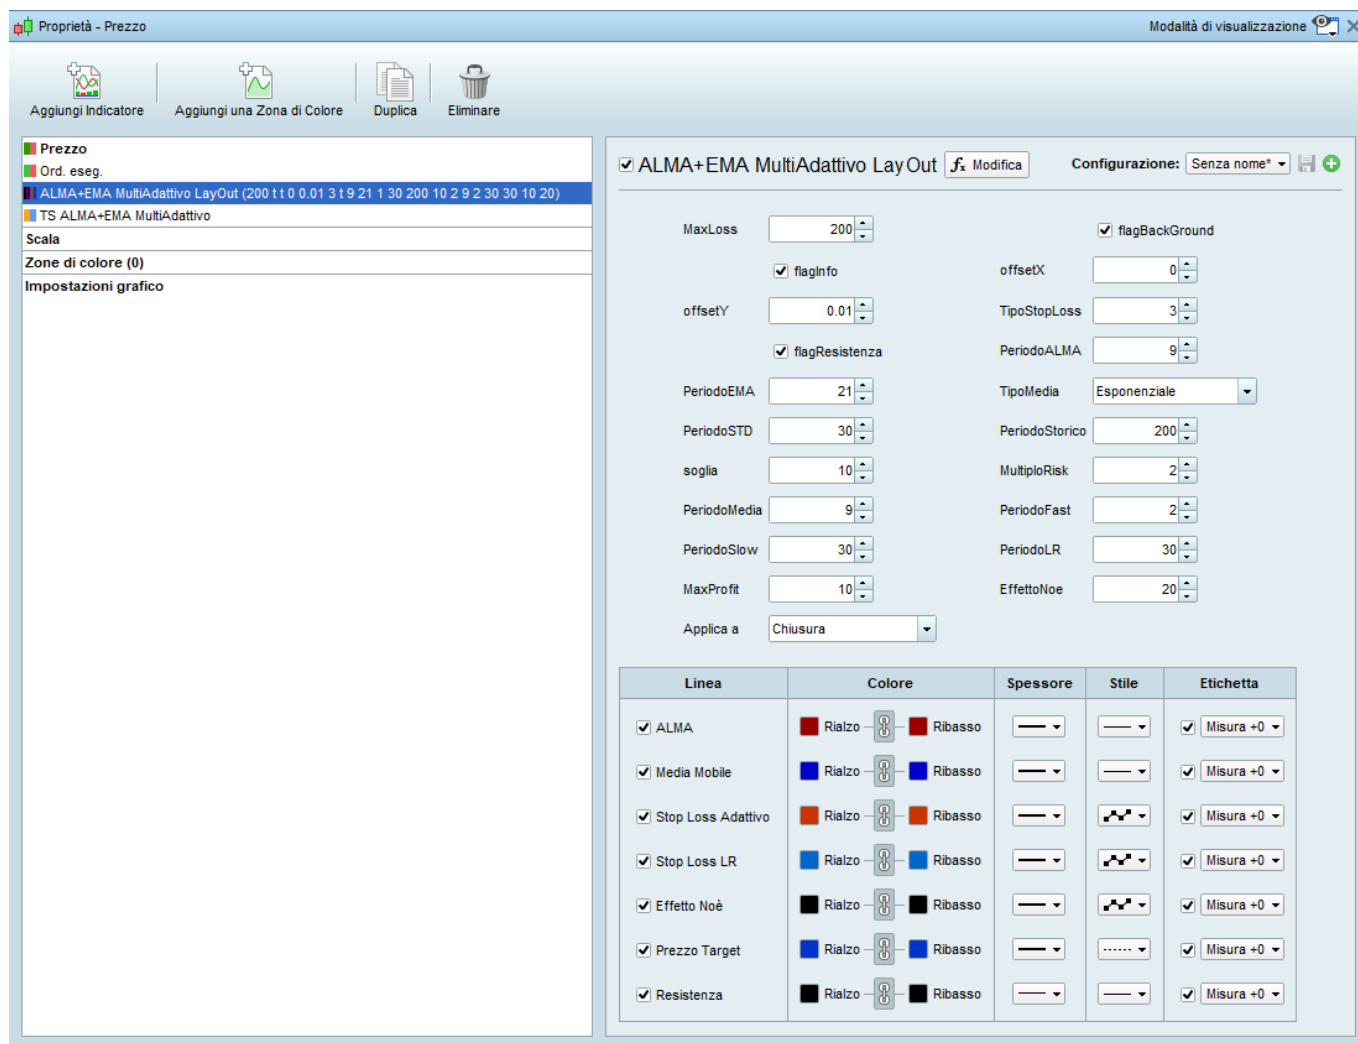 Proprietà - Prezzo
Modalità di visualizzazione
Aggiungi Indicatore
Aggiungi una Zona di Colore
Duplica
Eliminare
Prezzo
Ord. eseg.
ALMA+EMA MultiAdattivo LayOut (200 t t 0 0.01 3 t 9 21 1 30 200 10 2 9 2 30 30 10 20)
TS ALMA+EMA MultiAdattivo
Scala
Zone di colore (0)
Impostazioni grafico
ALMA+EMA MultiAdattivo LayOut
fx Modifica
Configurazione: Senza nome*
MaxLoss 200
flagBackGround
flagInfo
offsetX 0
offsetY 0.01
TipoStopLoss 3
flagResistenza
PeriodoALMA 9
PeriodoEMA 21
TipoMedia Esponenziale
PeriodoSTD 30
PeriodoStorico 200
soglia 10
MultiploRisk 2
PeriodoMedia 9
PeriodoFast 2
PeriodoSlow 30
PeriodoLR 30
MaxProfit 10
EffettoNoe 20
Applica a Chiusura
Linea Colore Spessore Stile Etichetta
ALMA Rialzo Ribasso Misura +0
Media Mobile Rialzo Ribasso Misura +0
Stop Loss Adattivo Rialzo Ribasso Misura +0
Stop Loss LR Rialzo Ribasso Misura +0
Effetto Noè Rialzo Ribasso Misura +0
Prezzo Target Rialzo Ribasso Misura +0
Resistenza Rialzo Ribasso Misura +0